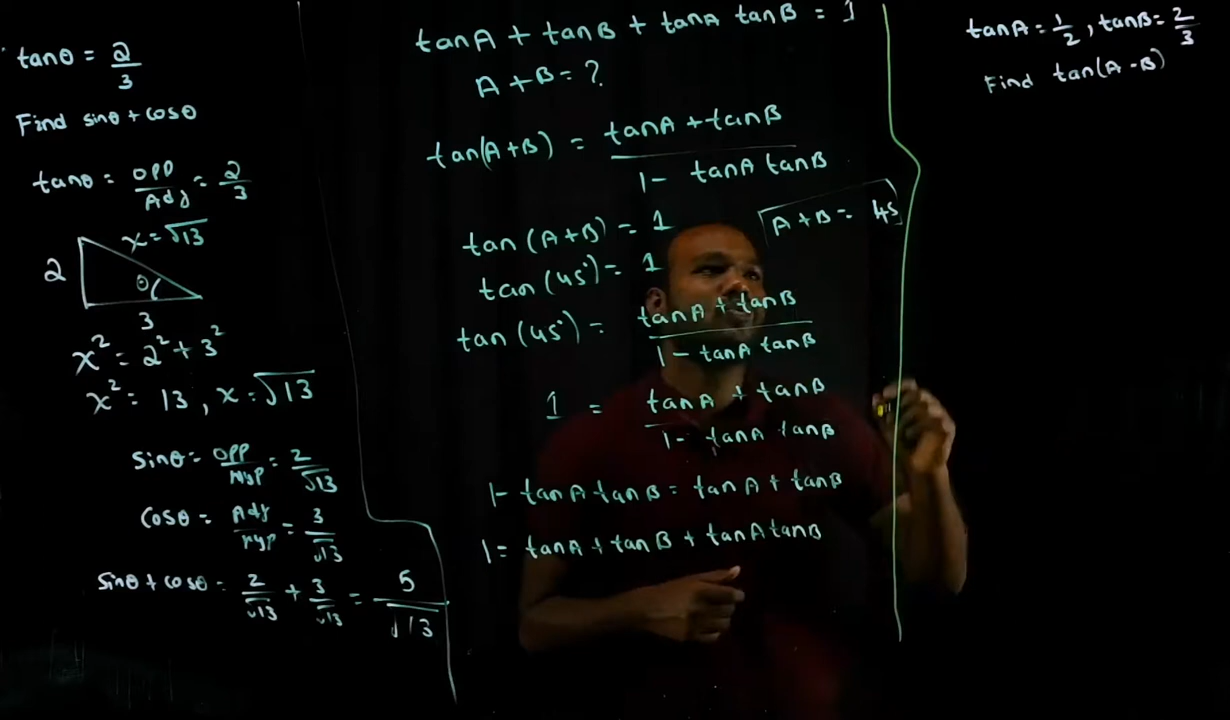 tanθ = 2/3
Find sinθ + cosθ
tanθ = opp/Adj = 2/3
x = √13
2
θ
3
x² = 2² + 3²
x² = 13, x = √13
sinθ = opp/Hyp = 2/√13
cosθ = Adj/Hyp = 3/√13
sinθ + cosθ = 2/√13 + 3/√13 = 5/√13
tanA + tanB + tanA tanB = 1
A + B = ?
tan(A+B) = tanA + tanB / 1 - tanA tanB
tan(A+B) = 1
A + B = 45
tan(45°) = 1
tan(45°) = tanA + tanB / 1 - tanA tanB
1 = tanA + tanB / 1 - tanA tanB
1 - tanA tanB = tanA + tanB
1 = tanA + tanB + tanA tanB
tanA = 1/2, tanB = 2/3
Find tan(A - B)